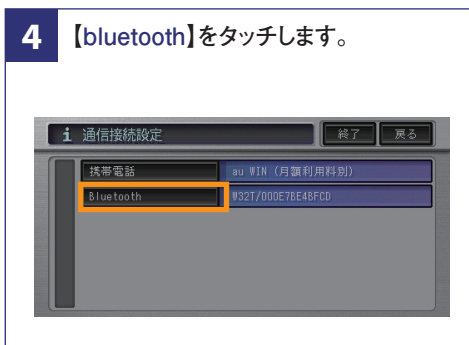 4 【bluetooth】をタッチします。
i 通信接続設定 終了 戻る
携帯電話 au WIN (月額利用料別)
Bluetooth W32T/000E7BE4BFCD